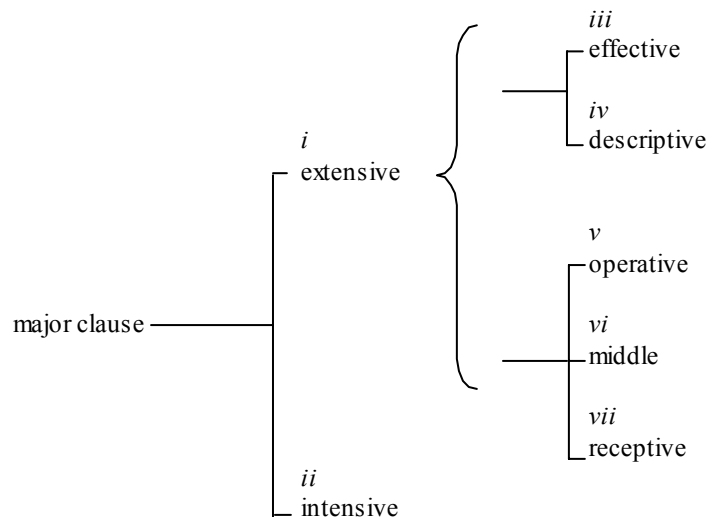 iii
effective
iv
descriptive
i
extensive
v
operative
major clause
vi
middle
vii
receptive
ii
intensive